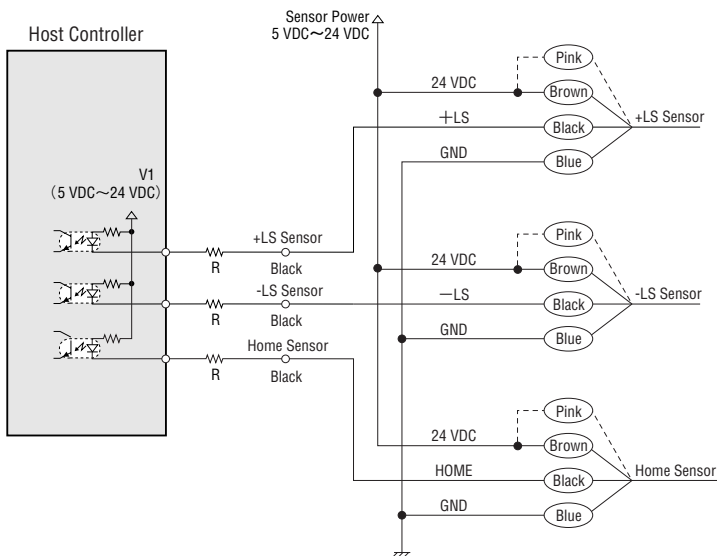 Sensor Power
5 VDC～24 VDC
Host Controller
V1
(5 VDC～24 VDC)
+LS Sensor
R
Black
-LS Sensor
R
Black
Home Sensor
R
Black
Pink
24 VDC
Brown
+LS
Black
+LS Sensor
GND
Blue
Pink
24 VDC
Brown
−LS
Black
-LS Sensor
GND
Blue
Pink
24 VDC
Brown
HOME
Black
Home Sensor
GND
Blue